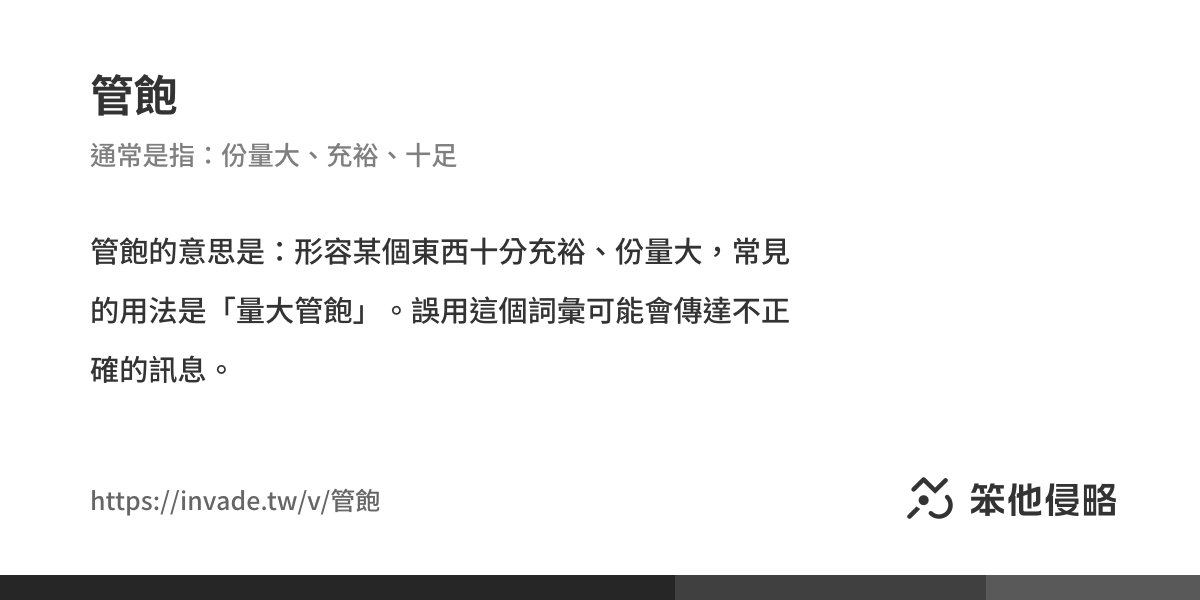 管飽
通常是指：份量大、充裕、十足
管飽的意思是：形容某個東西十分充裕、份量大，常見
的用法是「量大管飽」。誤用這個詞彙可能會傳達不正
確的訊息。
https://invade.tw/v/管飽
笨他侵略